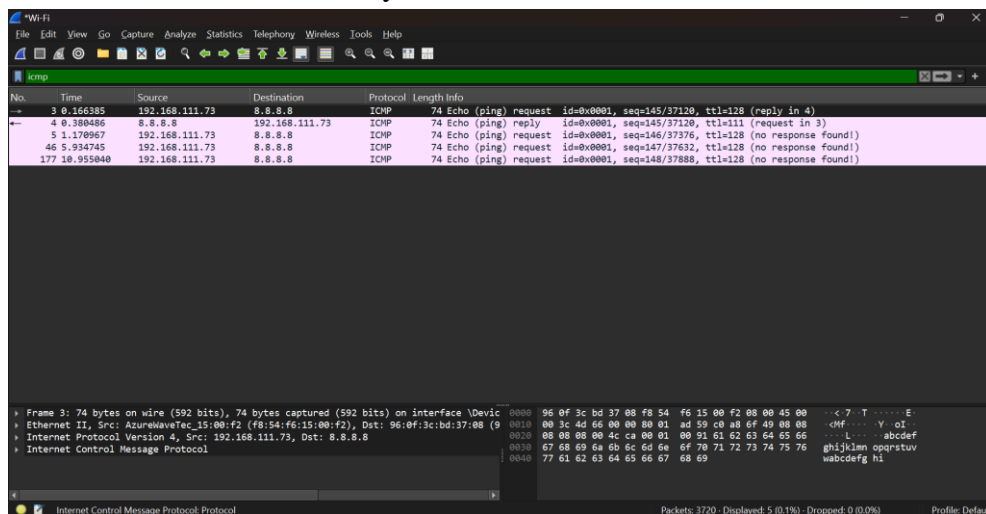 *Wi-Fi
File Edit View Go Capture Analyze Statistics Telephony Wireless Tools Help
icmp
No. Time Source Destination Protocol Length Info
3 0.166385 192.168.111.73 8.8.8.8 ICMP 74 Echo (ping) request id=0x0001, seq=145/37120, ttl=128 (reply in 4)
4 0.380486 8.8.8.8 192.168.111.73 ICMP 74 Echo (ping) reply id=0x0001, seq=145/37120, ttl=111 (request in 3)
5 1.170967 192.168.111.73 8.8.8.8 ICMP 74 Echo (ping) request id=0x0001, seq=146/37376, ttl=128 (no response found!)
46 5.934745 192.168.111.73 8.8.8.8 ICMP 74 Echo (ping) request id=0x0001, seq=147/37632, ttl=128 (no response found!)
177 10.955040 192.168.111.73 8.8.8.8 ICMP 74 Echo (ping) request id=0x0001, seq=148/37888, ttl=128 (no response found!)
Frame 3: 74 bytes on wire (592 bits), 74 bytes captured (592 bits) on interface \Devic
Ethernet II, Src: AzureWaveTec_15:00:f2 (f8:54:f6:15:00:f2), Dst: 96:0f:3c:bd:37:08 (9
Internet Protocol Version 4, Src: 192.168.111.73, Dst: 8.8.8.8
Internet Control Message Protocol
0000 96 0f 3c bd 37 08 f8 54 f6 15 00 f2 08 00 45 00 ··<·7··T ······E·
0010 00 3c 4d 66 00 00 80 01 ad 59 c0 a8 6f 49 08 08 ·<Mf···· ·Y··oI··
0020 08 08 08 00 4c ca 00 01 00 91 61 62 63 64 65 66 ····L··· ··abcdef
0030 67 68 69 6a 6b 6c 6d 6e 6f 70 71 72 73 74 75 76 ghijklmn opqrstuv
0040 77 61 62 63 64 65 66 67 68 69 wabcdefg hi
Internet Control Message Protocol: Protocol
Packets: 3720 · Displayed: 5 (0.1%) · Dropped: 0 (0.0%)
Profile: Defau